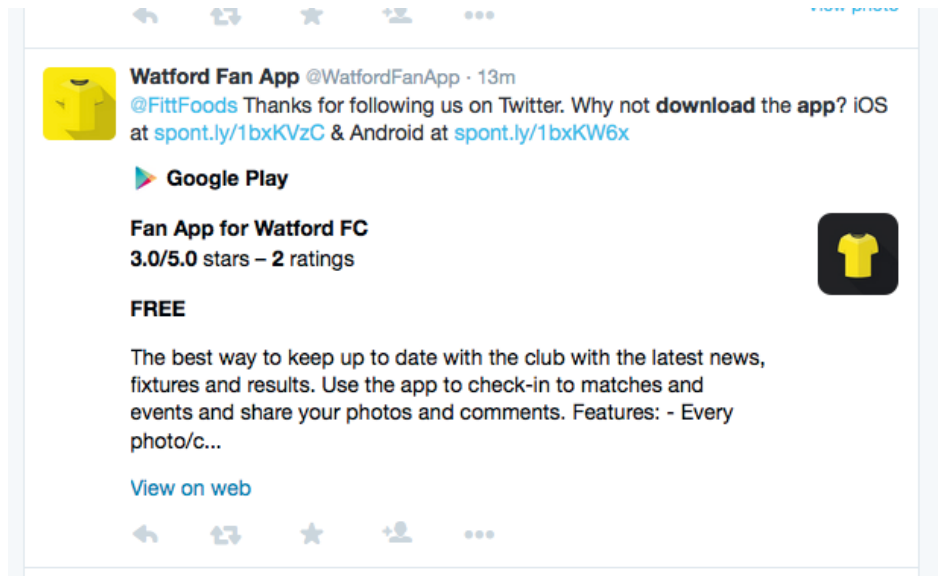 View photo
Watford Fan App @WatfordFanApp · 13m
@FittFoods Thanks for following us on Twitter. Why not download the app? iOS
at spont.ly/1bxKVzC & Android at spont.ly/1bxKW6x
Google Play
Fan App for Watford FC
3.0/5.0 stars – 2 ratings
FREE
The best way to keep up to date with the club with the latest news,
fixtures and results. Use the app to check-in to matches and
events and share your photos and comments. Features: - Every
photo/c...
View on web